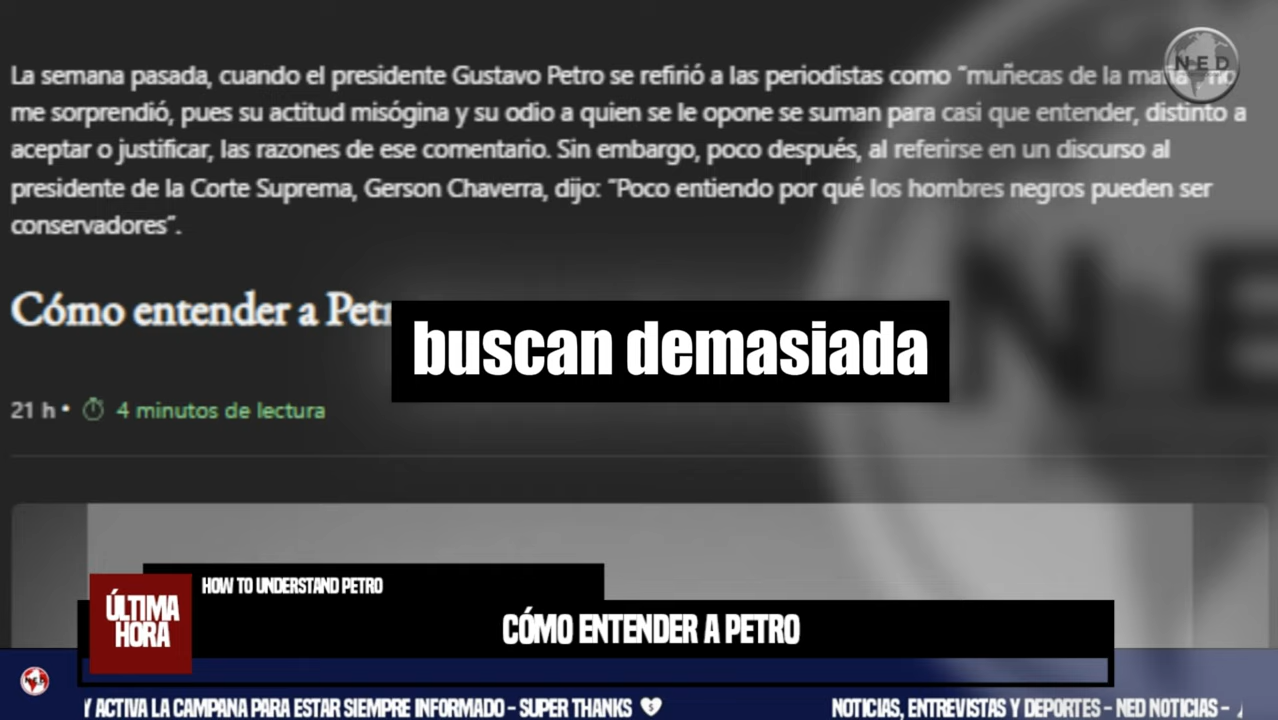 La semana pasada, cuando el presidente Gustavo Petro se refirió a las periodistas como “muñecas de la
N·E·D
me sorprendió, pues su actitud misógina y su odio a quien se le opone se suman para casi que entender, distinto a
aceptar o justificar, las razones de ese comentario. Sin embargo, poco después, al referirse en un discurso al
presidente de la Corte Suprema, Gerson Chaverra, dijo: “Poco entiendo por qué los hombres negros pueden ser
conservadores”.
Cómo entender a
buscan demasiada
21 h • 4 minutos de lectura
HOW TO UNDERSTAND PETRO
ÚLTIMA
HORA
CÓMO ENTENDER A PETRO
Y ACTIVA LA CAMPANA PARA ESTAR SIEMPRE INFORMADO - SUPER THANKS
NOTICIAS, ENTREVISTAS Y DEPORTES - NED NOTICIAS -